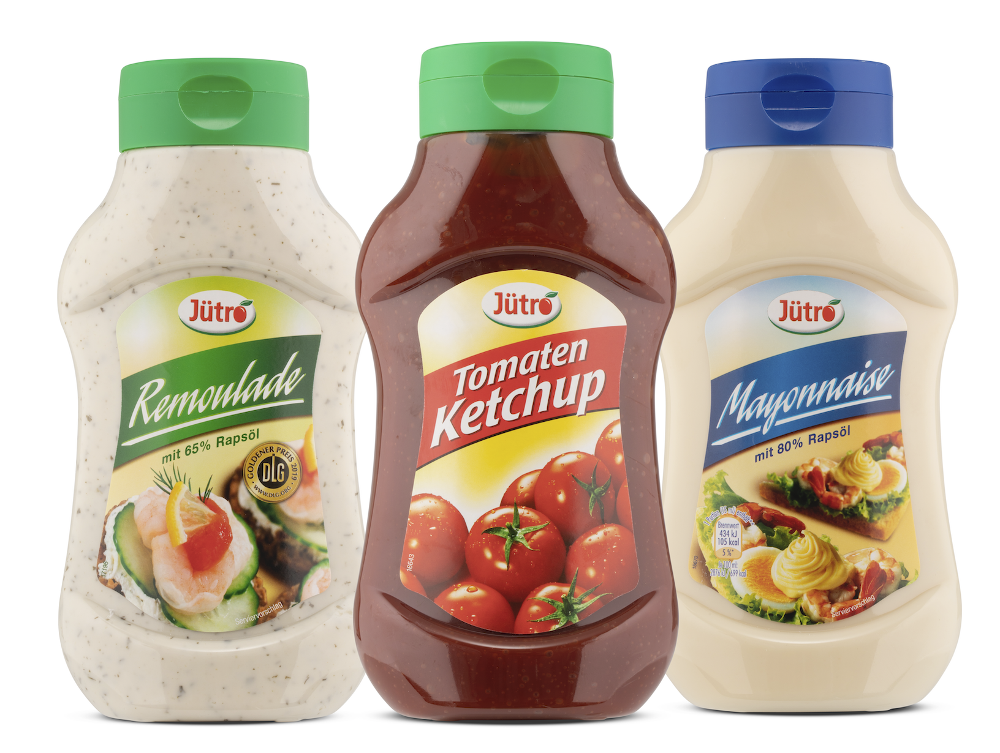 Jütro
Remoulade
mit 65% Rapsöl
GOLDENER PREIS 2019
DLG
WWW.DLG.ORG
17196
Serviervorschlag
Jütro
Tomaten
Ketchup
16643
Jütro
Mayonnaise
mit 80% Rapsöl
1 Portion (15 ml) enthält
Brennwert
434 kJ
105 kcal
5 %*
Je 100 ml:
2876 kJ / 699 kcal
16670
Serviervorschlag